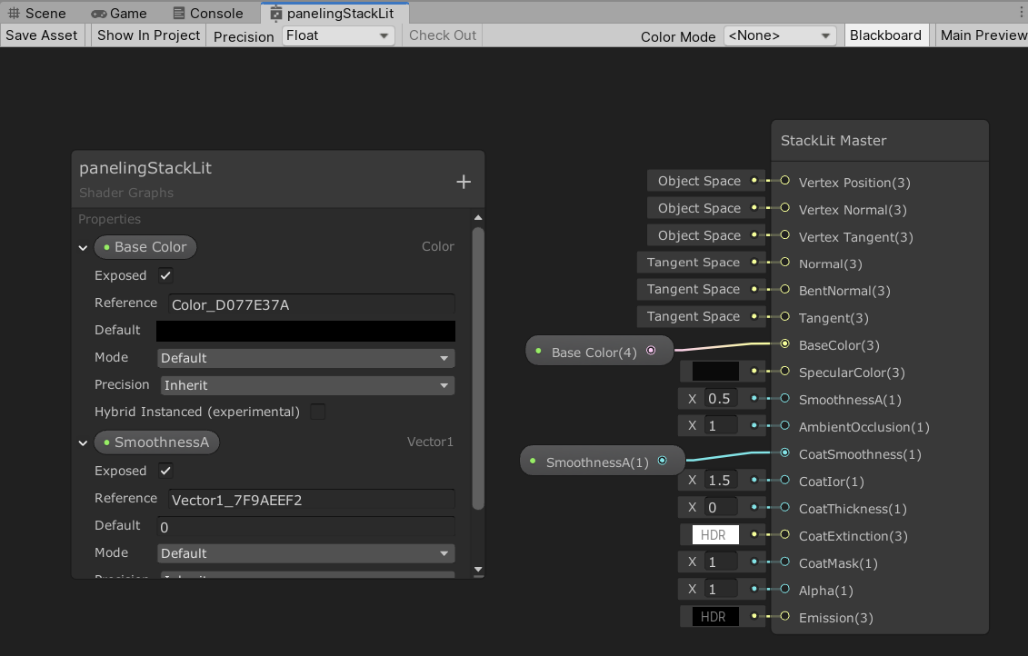 Scene Game Console panelingStackLit
Save Asset Show In Project Precision Float Check Out Color Mode <None> Blackboard Main Preview
panelingStackLit
Shader Graphs
+
Properties
Base Color Color
Exposed
Reference Color_D077E37A
Default
Mode Default
Precision Inherit
Hybrid Instanced (experimental)
SmoothnessA Vector1
Exposed
Reference Vector1_7F9AEEF2
Default 0
Mode Default
Precision Inherit
StackLit Master
Object Space Vertex Position(3)
Object Space Vertex Normal(3)
Object Space Vertex Tangent(3)
Tangent Space Normal(3)
Tangent Space BentNormal(3)
Tangent Space Tangent(3)
Base Color(4) BaseColor(3)
SpecularColor(3)
X 0.5 SmoothnessA(1)
X 1 AmbientOcclusion(1)
SmoothnessA(1) CoatSmoothness(1)
X 1.5 CoatIor(1)
X 0 CoatThickness(1)
HDR CoatExtinction(3)
X 1 CoatMask(1)
X 1 Alpha(1)
HDR Emission(3)